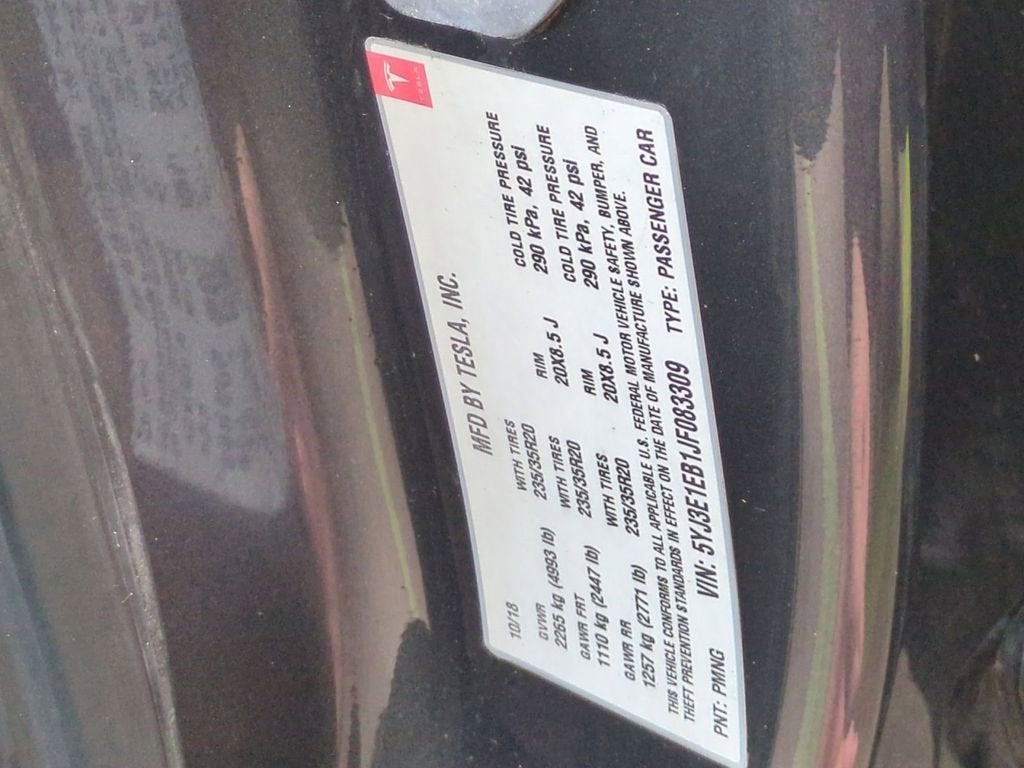 TESLA
MFD BY TESLA, INC.
10/18
GVWR WITH TIRES RIM COLD TIRE PRESSURE
2265 kg (4993 lb) 235/35R20 20X8.5 J 290 kPa, 42 psi
GAWR FRT WITH TIRES RIM COLD TIRE PRESSURE
1110 kg (2447 lb) 235/35R20 20X8.5 J 290 kPa, 42 psi
GAWR RR WITH TIRES
1257 kg (2771 lb) 235/35R20
THIS VEHICLE CONFORMS TO ALL APPLICABLE U.S. FEDERAL MOTOR VEHICLE SAFETY, BUMPER, AND
THEFT PREVENTION STANDARDS IN EFFECT ON THE DATE OF MANUFACTURE SHOWN ABOVE.
PNT: PMNG VIN: 5YJ3E1EB1JF083309 TYPE: PASSENGER CAR